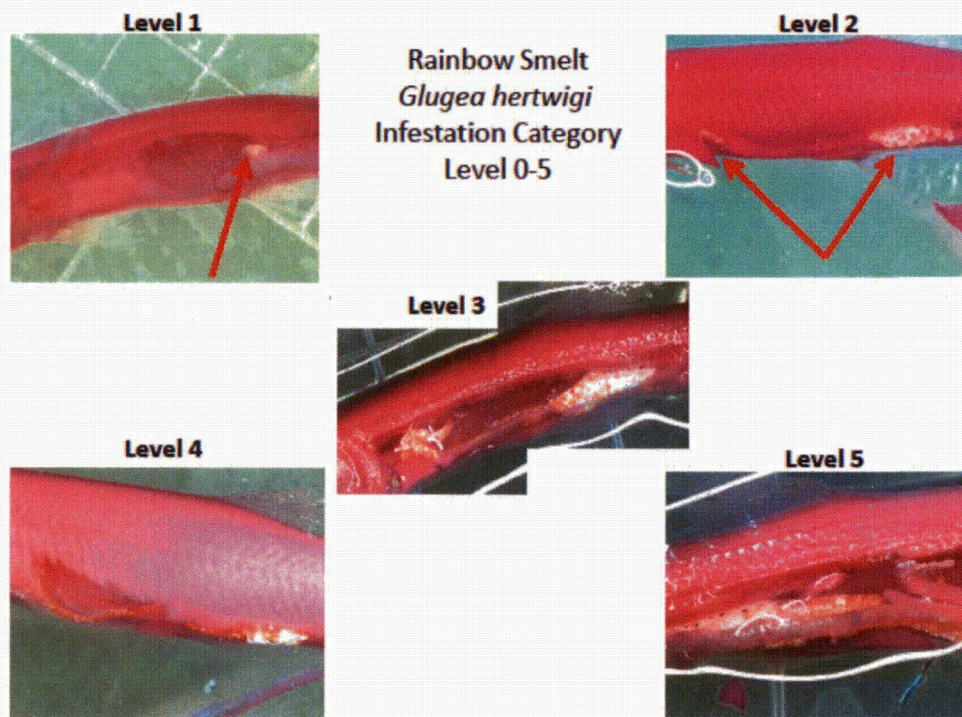 Level 1
Rainbow Smelt
Glugea hertwigi
Infestation Category
Level 0-5
Level 2
Level 3
Level 4
Level 5